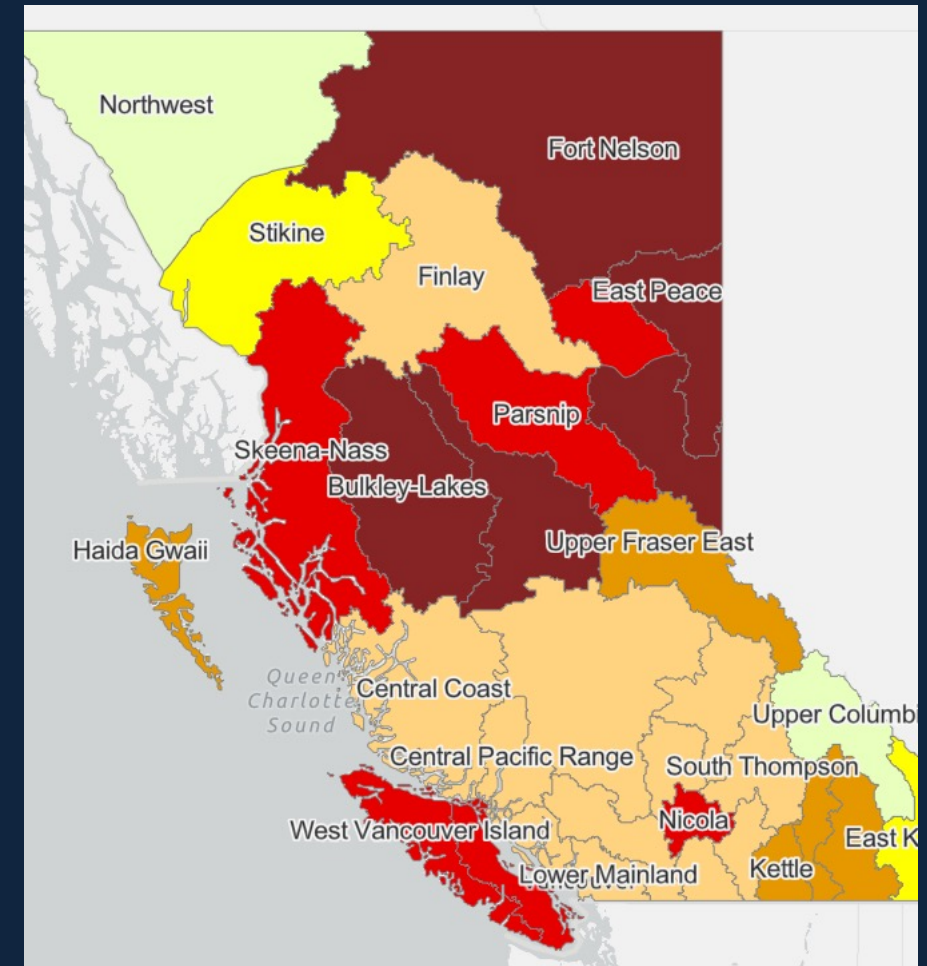 Northwest
Fort Nelson
Stikine
Finlay
East Peace
Parsnip
Skeena-Nass
Bulkley-Lakes
Upper Fraser East
Haida Gwaii
Queen
Charlotte
Sound
Central Coast
Upper Columbi
Central Pacific Range
South Thompson
Nicola
West Vancouver Island
East K
Kettle
Lower Mainland